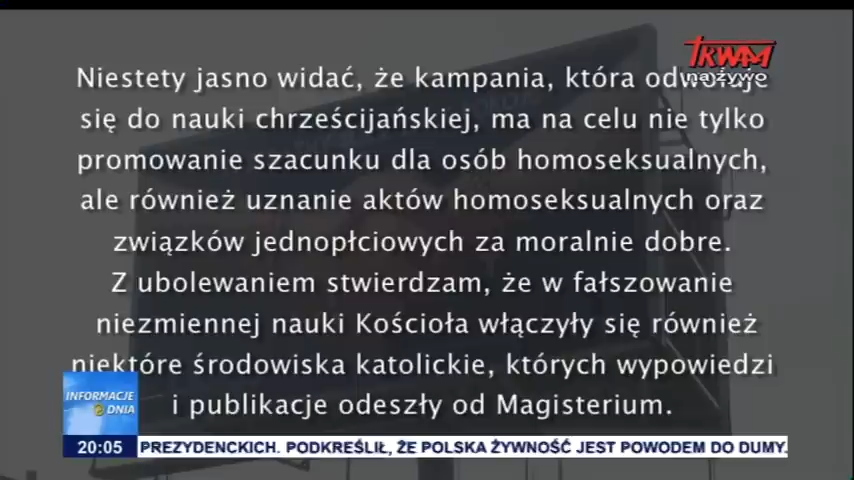 TRWAM
na żywo
Niestety jasno widać, że kampania, która odwołuje
się do nauki chrześcijańskiej, ma na celu nie tylko
promowanie szacunku dla osób homoseksualnych,
ale również uznanie aktów homoseksualnych oraz
związków jednopłciowych za moralnie dobre.
Z ubolewaniem stwierdzam, że w fałszowanie
niezmiennej nauki Kościoła włączyły się również
niektóre środowiska katolickie, których wypowiedzi
i publikacje odeszły od Magisterium.
INFORMACJE
DNIA
20:05 PREZYDENCKICH. PODKREŚLIŁ, ŻE POLSKA ŻYWNOŚĆ JEST POWODEM DO DUMY.